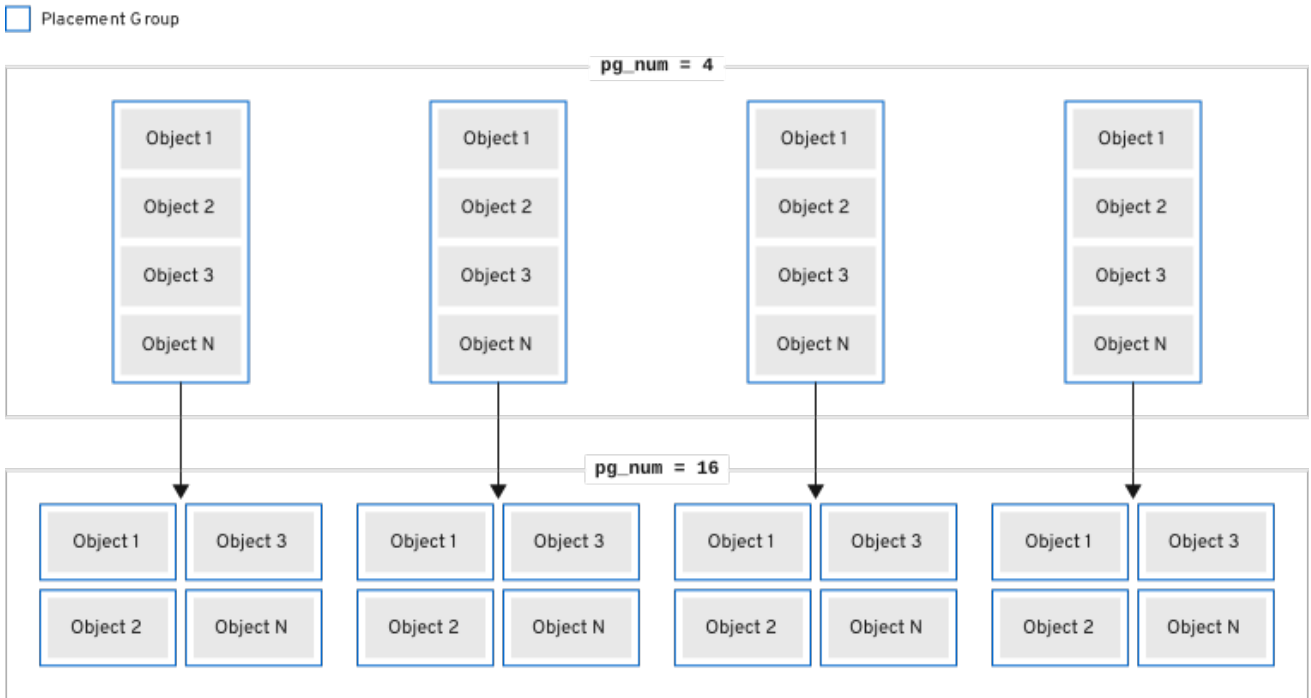 Placement Group
pg_num = 4
Object 1 Object 1 Object 1 Object 1
Object 2 Object 2 Object 2 Object 2
Object 3 Object 3 Object 3 Object 3
Object N Object N Object N Object N
pg_num = 16
Object 1 Object 3 Object 1 Object 3 Object 1 Object 3 Object 1 Object 3
Object 2 Object N Object 2 Object N Object 2 Object N Object 2 Object N